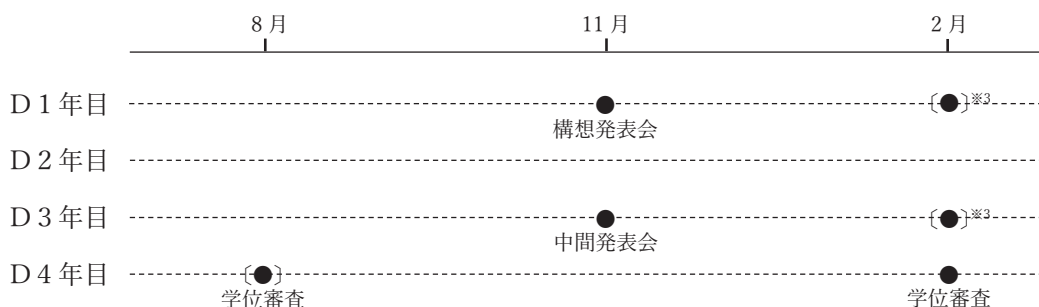 8月 11月 2月
D1年目 〔●〕※3
構想発表会
D2年目
D3年目 〔●〕※3
中間発表会
D4年目 〔●〕
学位審査 学位審査